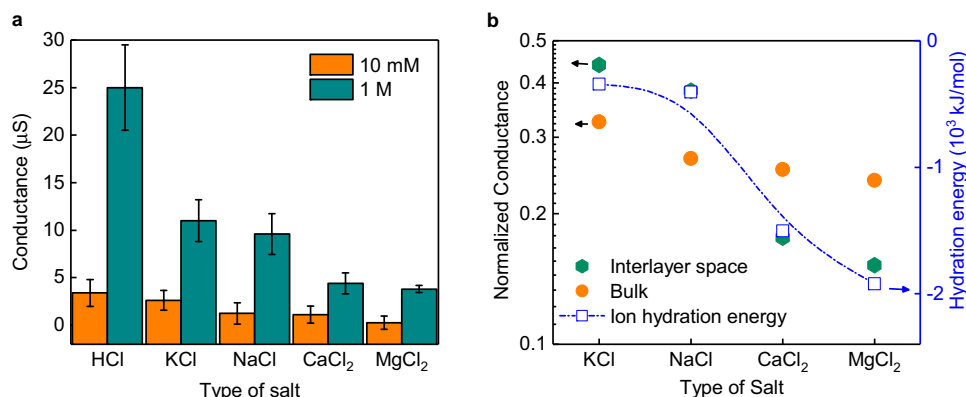 a
Conductance (µS)
30
25
20
15
10
5
0
10 mM
1 M
HCl KCl NaCl CaCl₂ MgCl₂
Type of salt
b
Normalized Conductance
0.5
0.4
0.3
0.2
0.1
Interlayer space
Bulk
Ion hydration energy
KCl NaCl CaCl₂ MgCl₂
Type of Salt
0
-1
-2
Hydration energy (10³ kJ/mol)